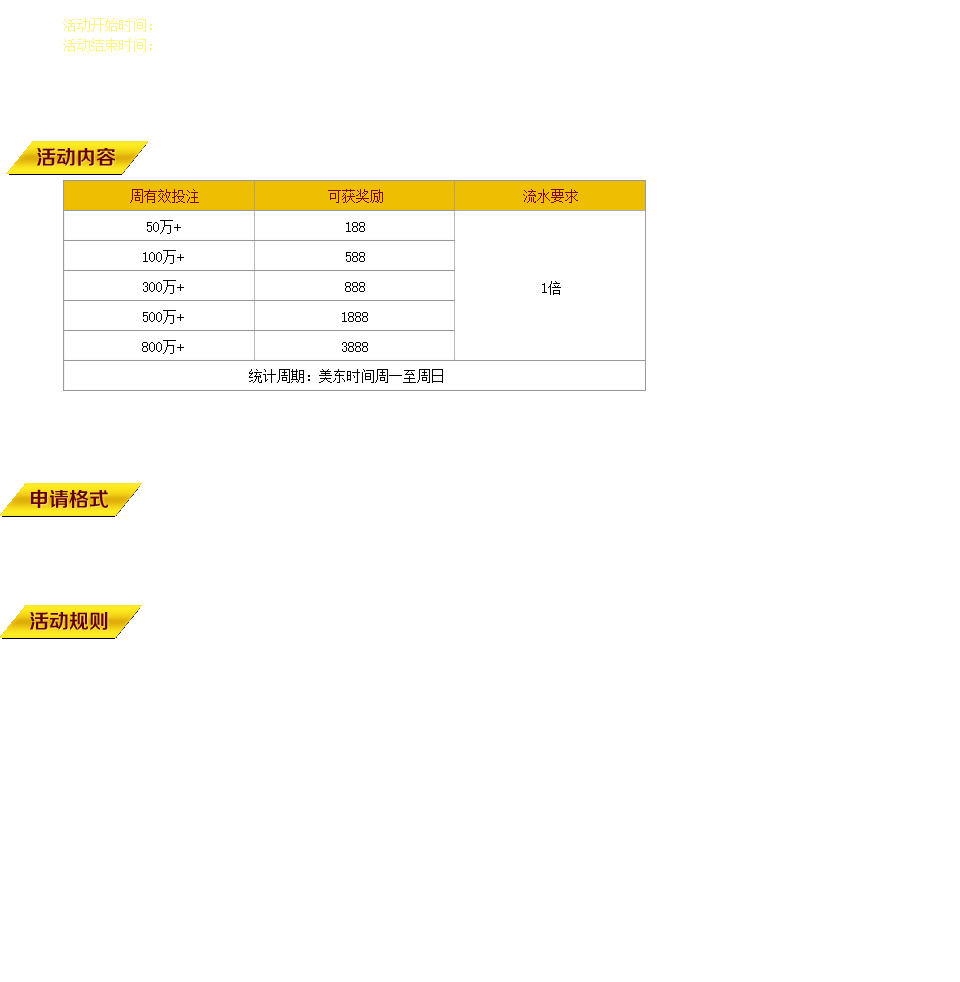 活动开始时间：
活动结束时间：
活动内容
周有效投注 可获奖励 流水要求
50万+ 188
100万+ 588
300万+ 888 1倍
500万+ 1888
800万+ 3888
统计周期：美东时间周一至周日
申请格式
活动规则